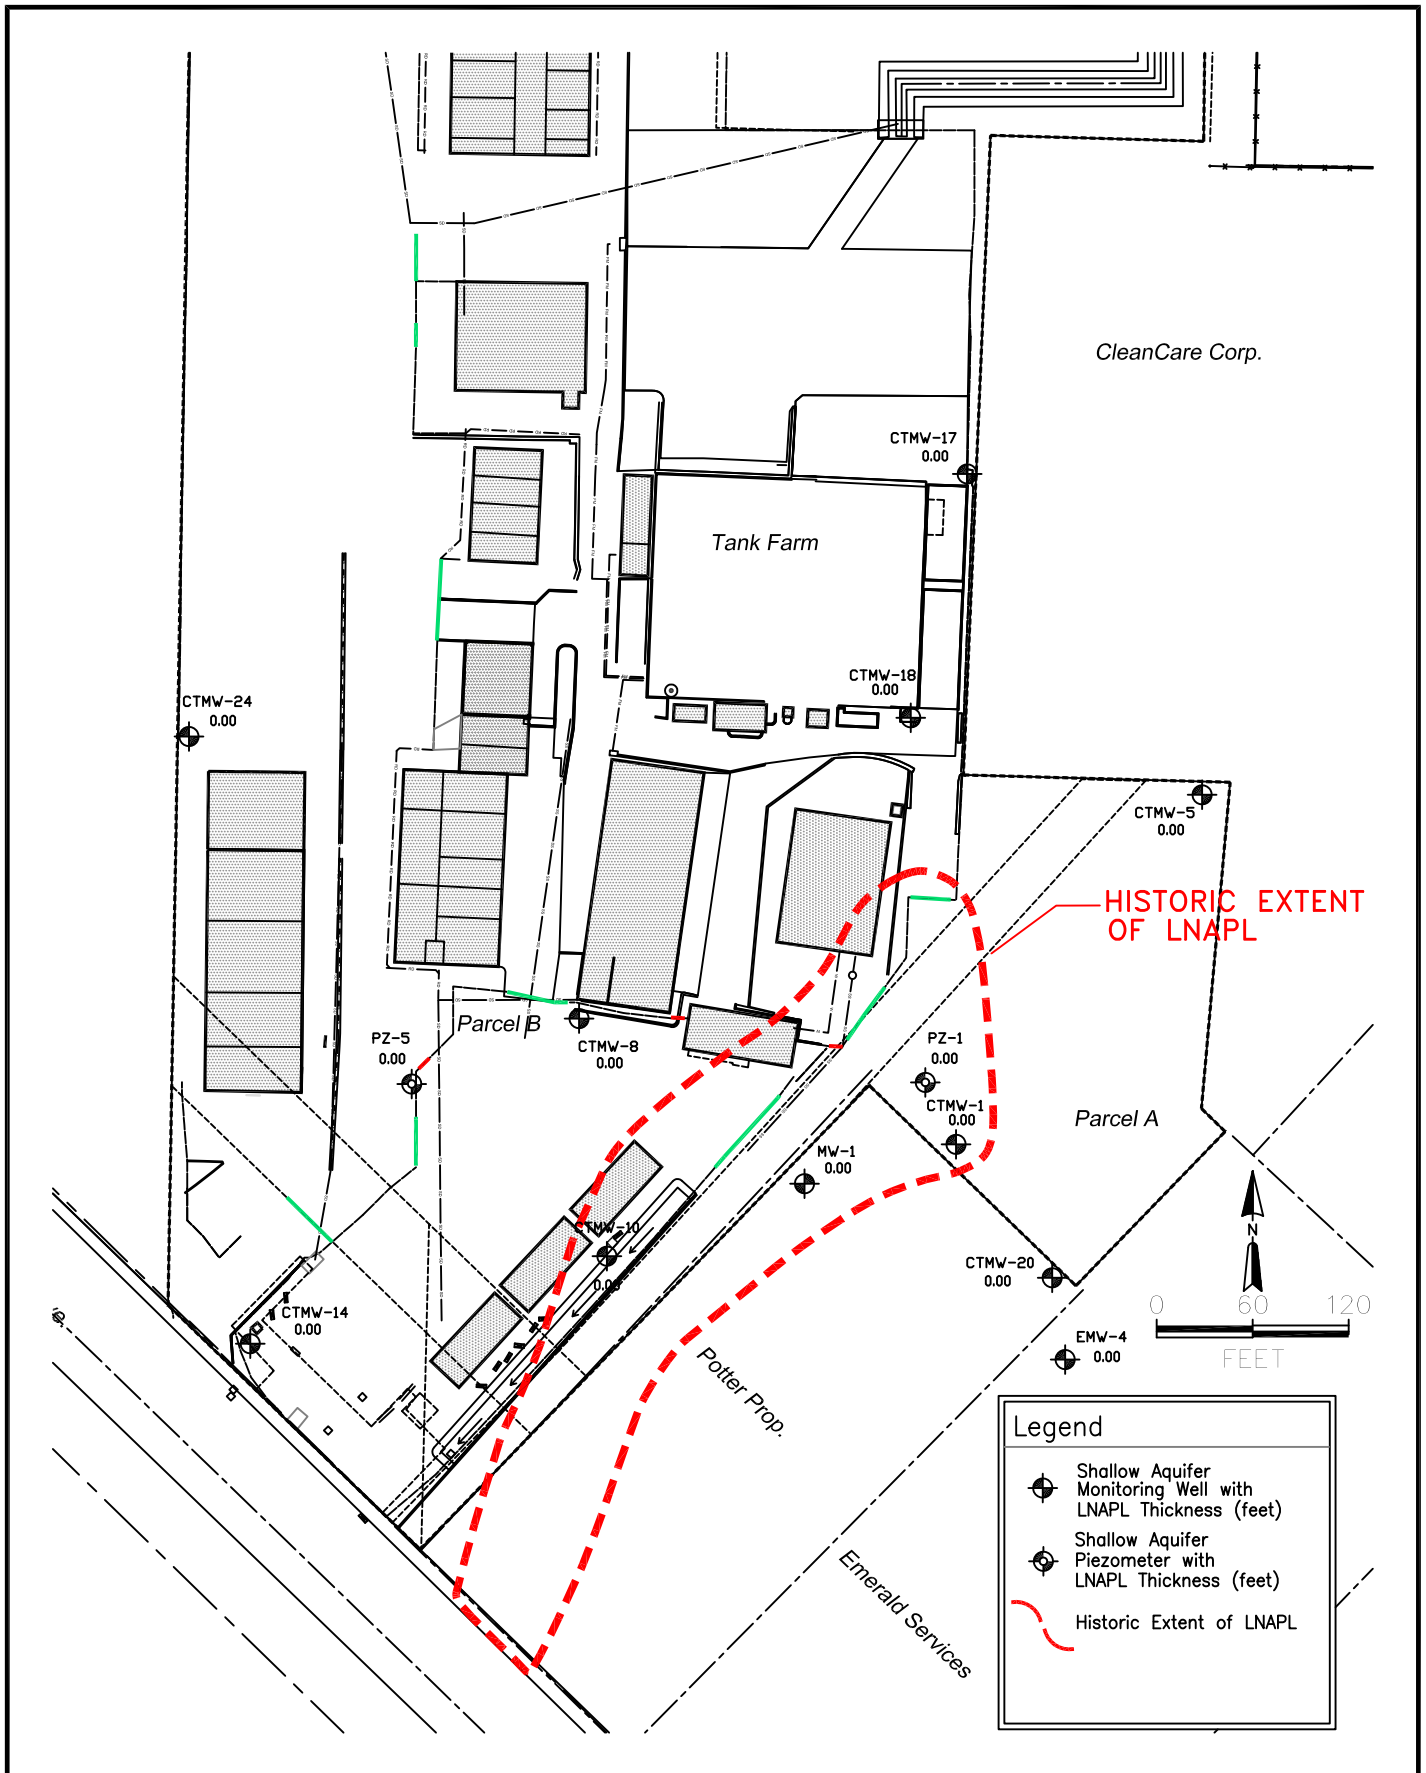 CleanCare Corp.
CTMW-17
0.00
Tank Farm
CTMW-18
0.00
CTMW-24
0.00
CTMW-5
0.00
HISTORIC EXTENT
OF LNAPL
Parcel B
PZ-5
0.00
CTMW-8
0.00
PZ-1
0.00
CTMW-1
0.00
Parcel A
MW-1
0.00
CTMW-10
0.00
CTMW-20
0.00
N
CTMW-14
0.00
0 60 120
FEET
EMW-4
0.00
Potter Prop.
Emerald Services
Legend
Shallow Aquifer
Monitoring Well with
LNAPL Thickness (feet)
Shallow Aquifer
Piezometer with
LNAPL Thickness (feet)
Historic Extent of LNAPL